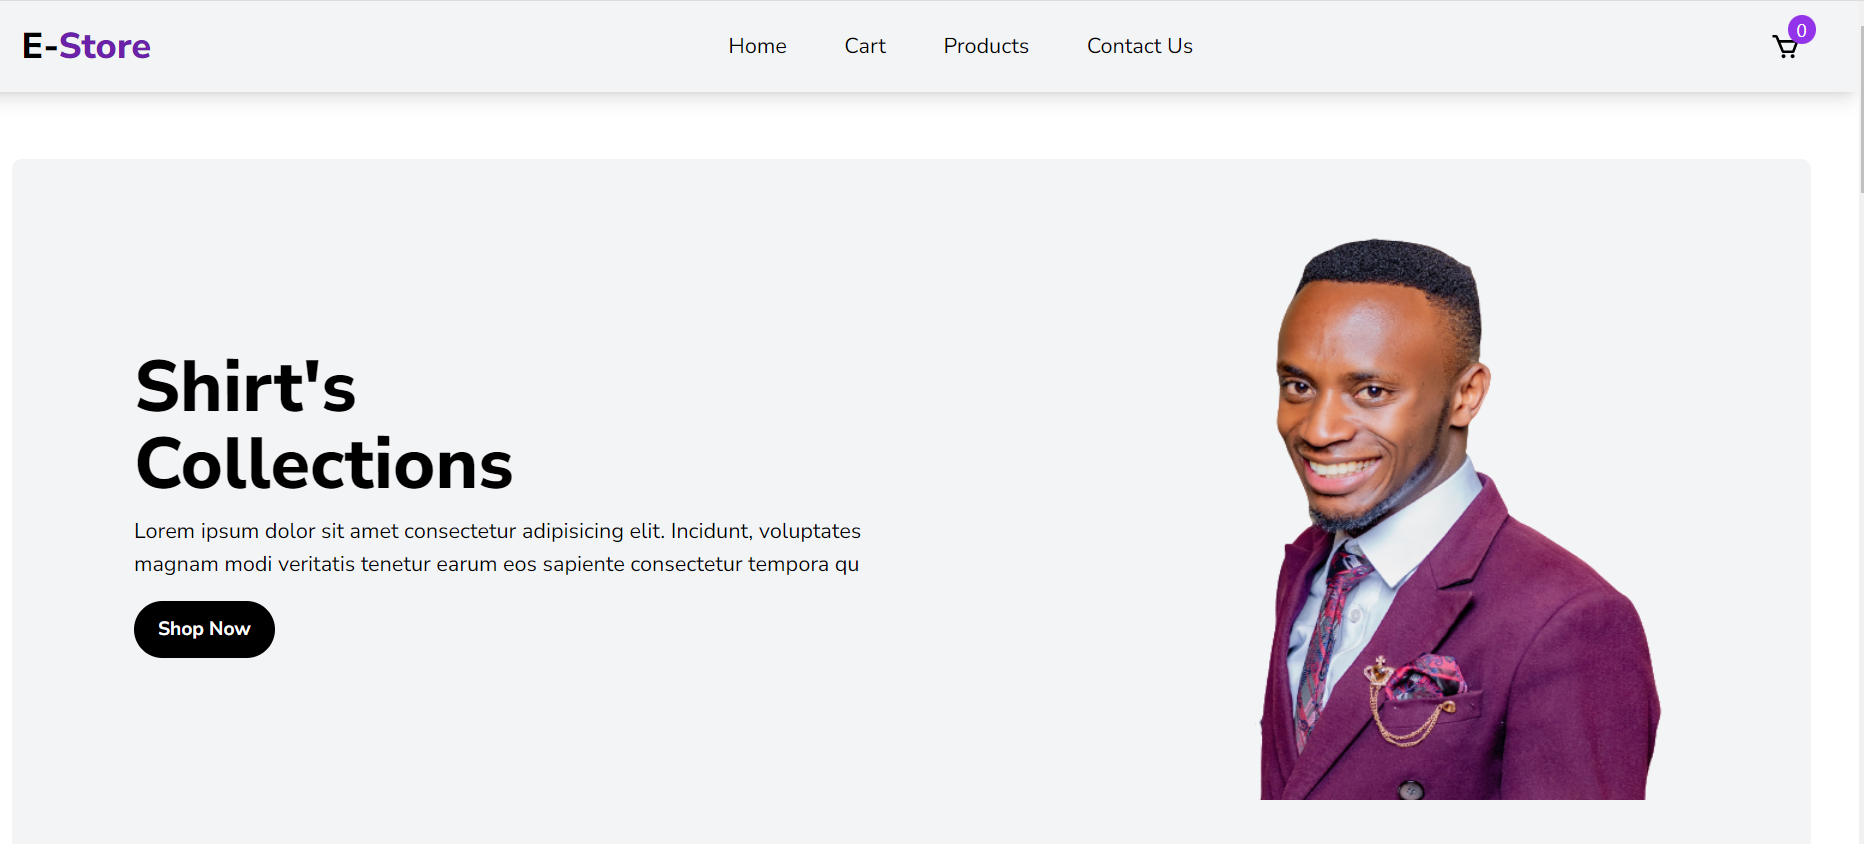 E-Store
Home Cart Products Contact Us
0
Shirt's
Collections
Lorem ipsum dolor sit amet consectetur adipisicing elit. Incidunt, voluptates
magnam modi veritatis tenetur earum eos sapiente consectetur tempora qu
Shop Now